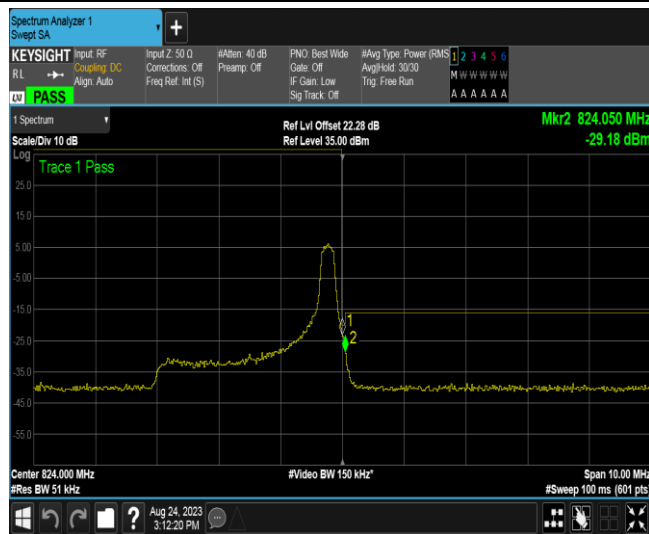 Spectrum Analyzer 1
Swept SA
+
KEYSIGHT
RL
LXI PASS
Input: RF
Coupling: DC
Align: Auto
Input Z: 50 Ω
Corrections: Off
Freq Ref: Int (S)
#Atten: 40 dB
Preamp: Off
PNO: Best Wide
Gate: Off
IF Gain: Low
Sig Track: Off
#Avg Type: Power (RMS
Avg|Hold: 30/30
Trig: Free Run
1 2 3 4 5 6
M W W W W W
A A A A A A
1 Spectrum
Scale/Div 10 dB
Ref Lvl Offset 22.28 dB
Ref Level 35.00 dBm
Mkr2 824.050 MHz
-29.18 dBm
Log
Trace 1 Pass
25.0
15.0
5.00
-5.00
-15.0
-25.0
-35.0
-45.0
-55.0
1
2
Center 824.000 MHz
#Res BW 51 kHz
#Video BW 150 kHz*
Span 10.00 MHz
#Sweep 100 ms (601 pts)
?
Aug 24, 2023
3:12:20 PM